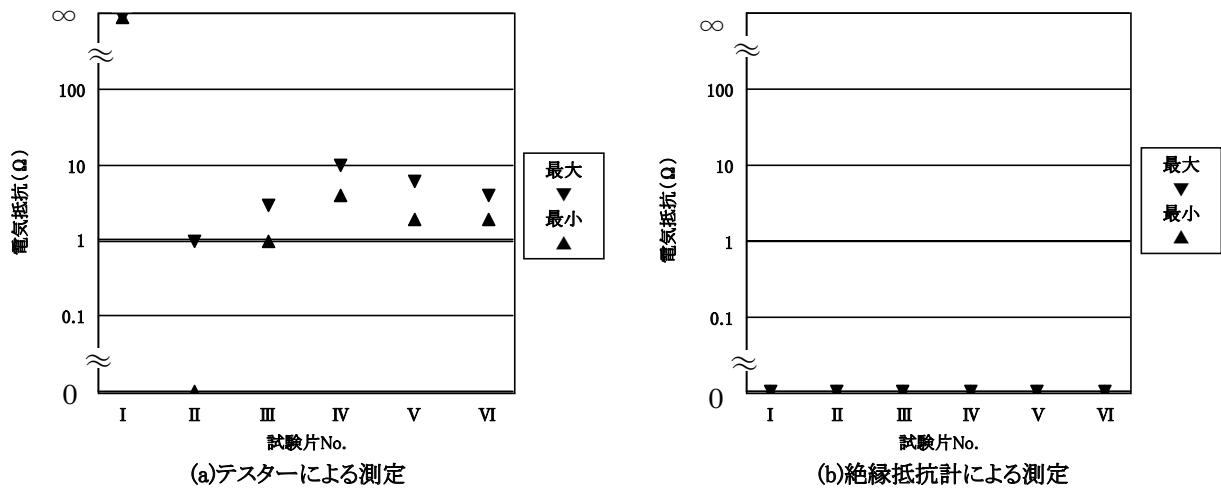 ∞
100
10
1
0.1
0
電気抵抗(Ω)
I II III IV V VI
試験片No.
最大
▼
最小
▲
(a)テスターによる測定
∞
100
10
1
0.1
0
電気抵抗(Ω)
I II III IV V VI
試験片No.
最大
▼
最小
▲
(b)絶縁抵抗計による測定